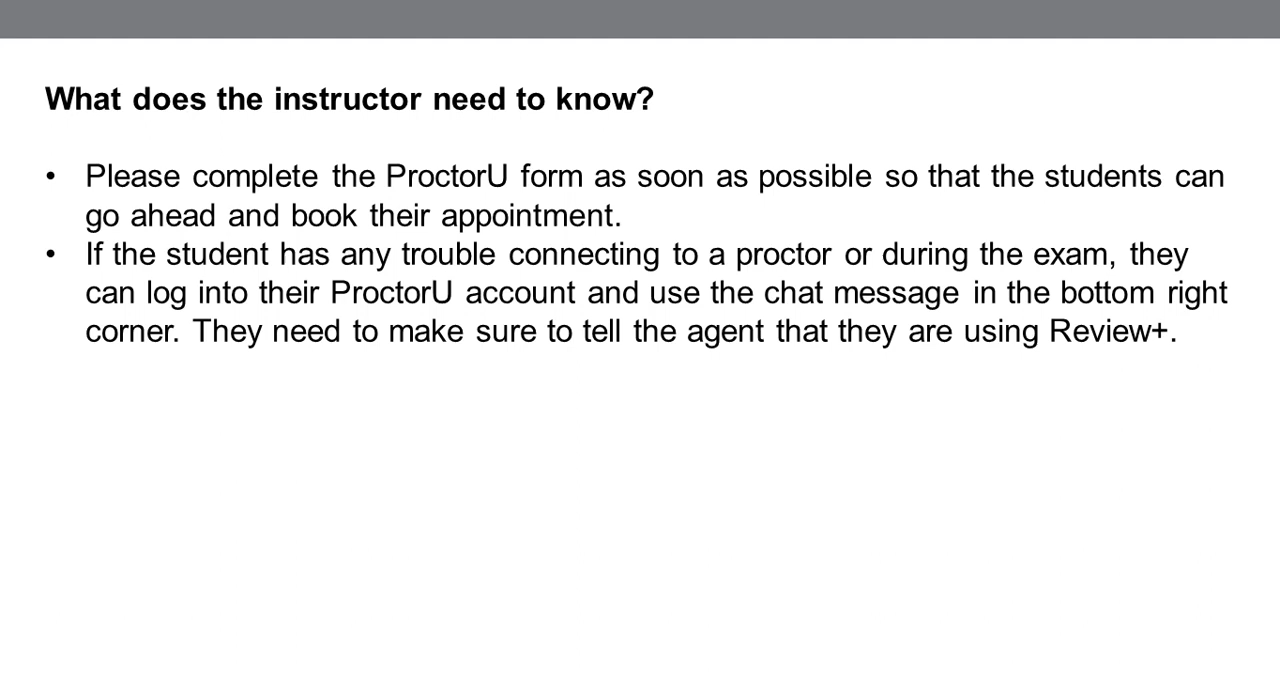 What does the instructor need to know?
• Please complete the ProctorU form as soon as possible so that the students can
go ahead and book their appointment.
• If the student has any trouble connecting to a proctor or during the exam, they
can log into their ProctorU account and use the chat message in the bottom right
corner. They need to make sure to tell the agent that they are using Review+.